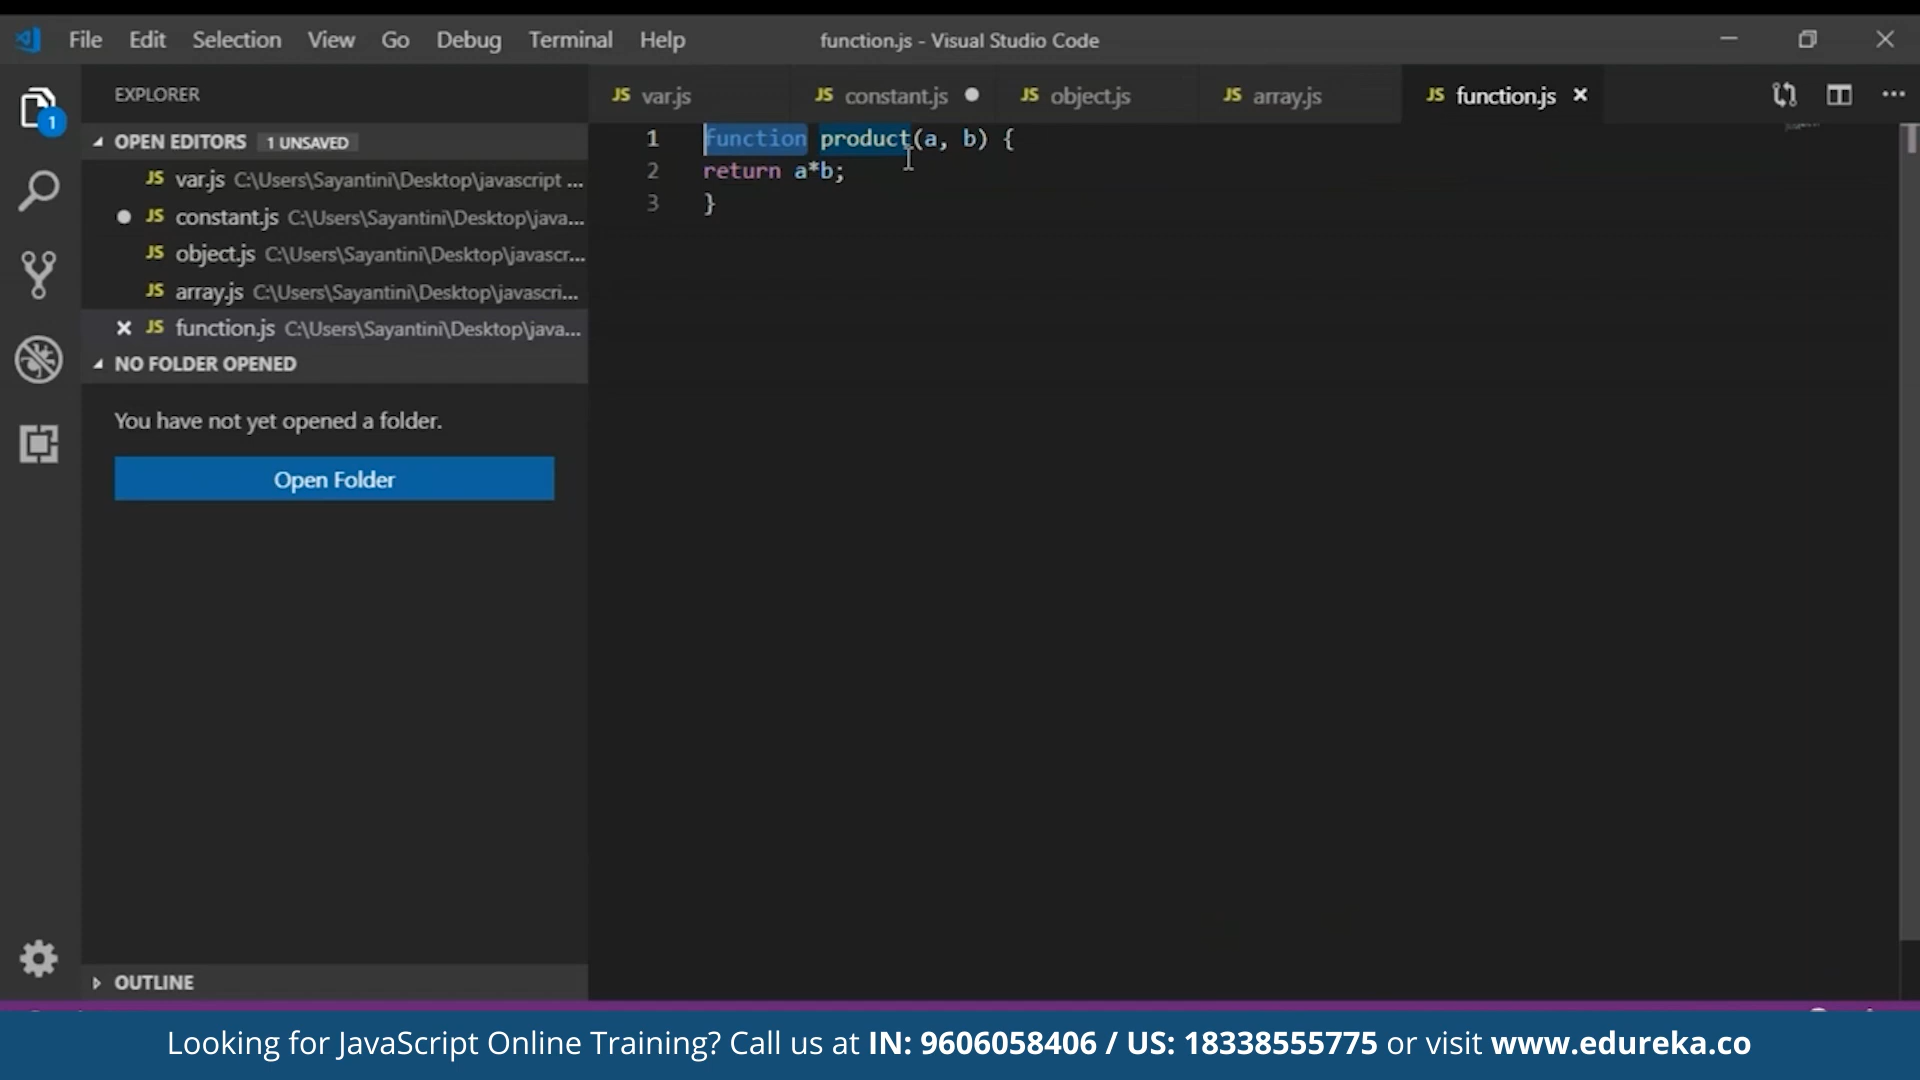 File Edit Selection View Go Debug Terminal Help function.js - Visual Studio Code
EXPLORER
JS var.js JS constant.js JS object.js JS array.js JS function.js
1
OPEN EDITORS 1 UNSAVED
JS var.js C:\Users\Sayantini\Desktop\javascript ...
JS constant.js C:\Users\Sayantini\Desktop\java...
JS object.js C:\Users\Sayantini\Desktop\javascr...
JS array.js C:\Users\Sayantini\Desktop\javascri...
JS function.js C:\Users\Sayantini\Desktop\java...
NO FOLDER OPENED
You have not yet opened a folder.
Open Folder
OUTLINE
1 function product(a, b) {
2 return a*b;
3 }
Looking for JavaScript Online Training? Call us at IN: 9606058406 / US: 18338555775 or visit www.edureka.co